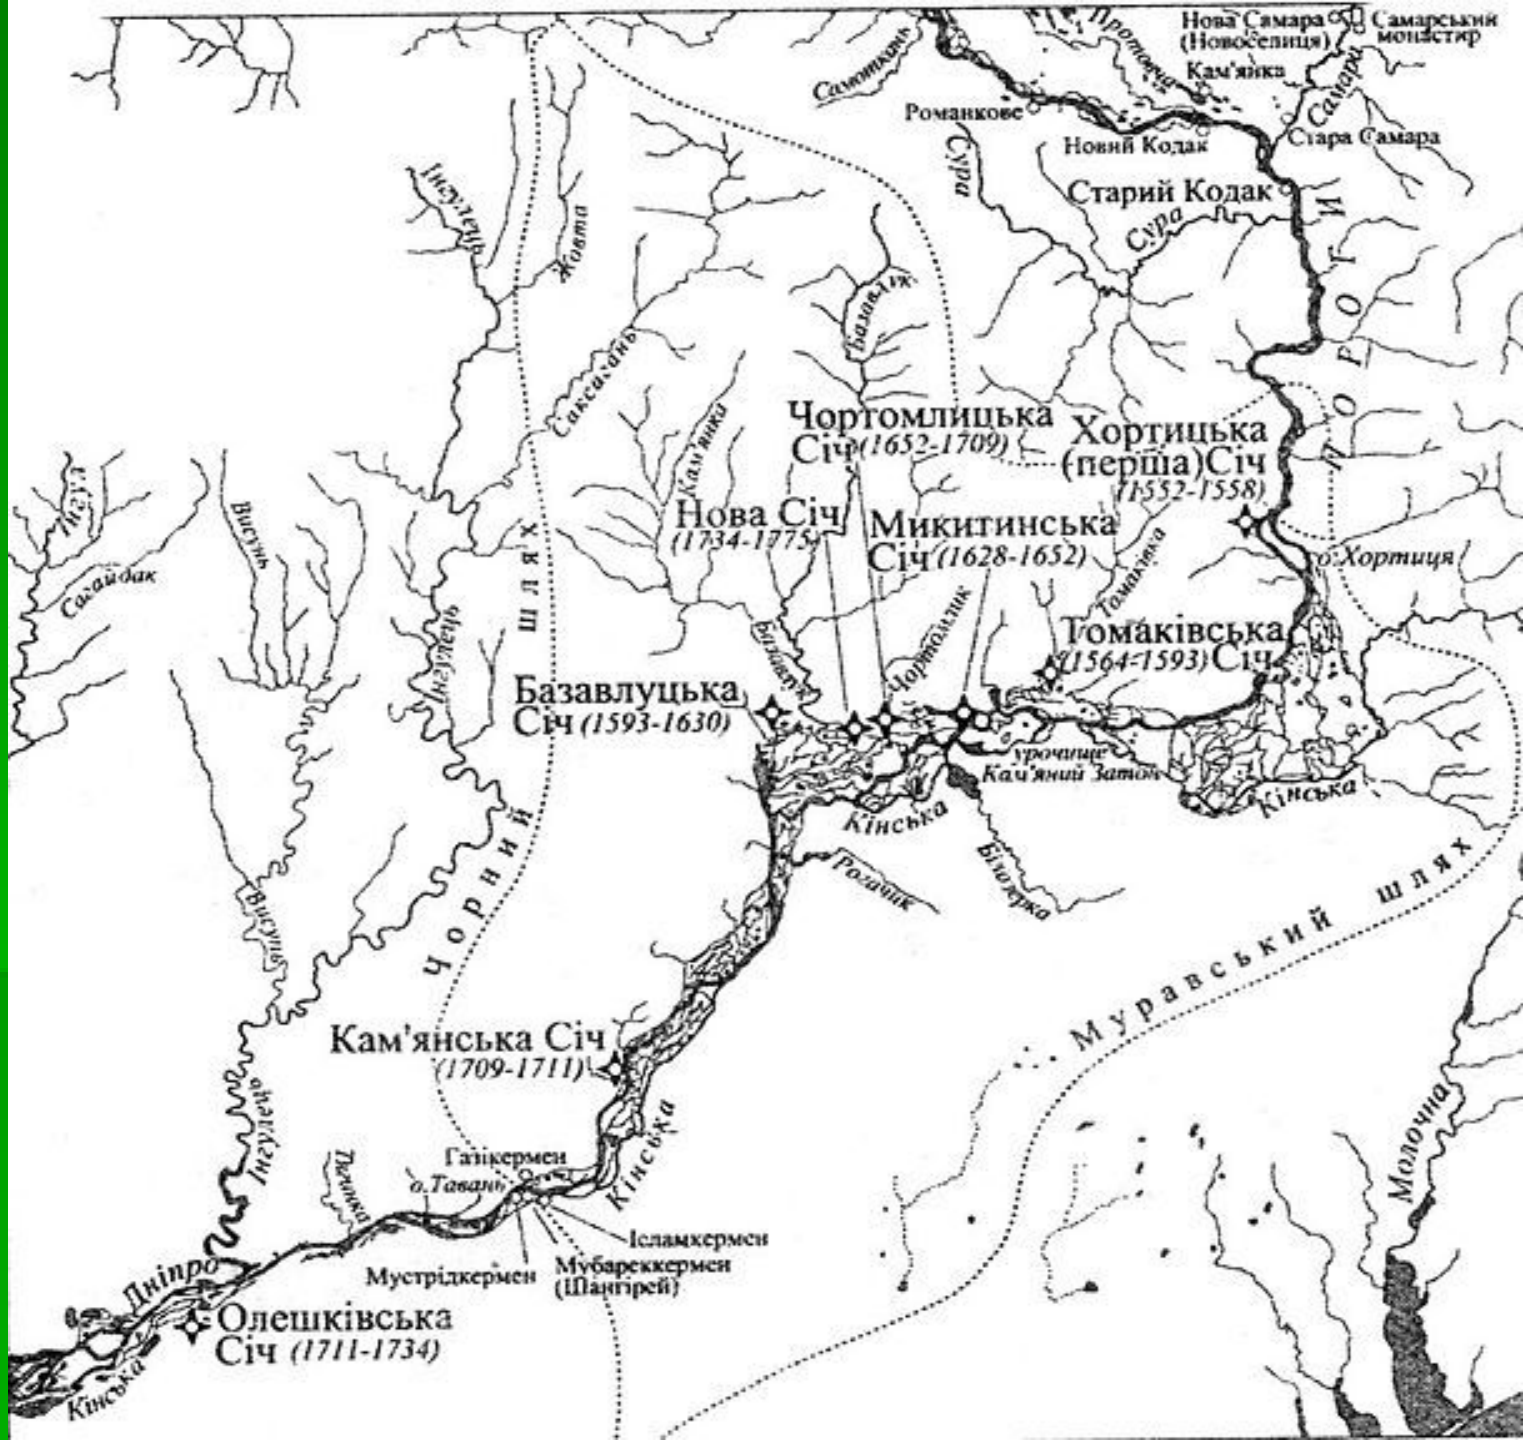 Нова Самара
(Новоселиця)
Самарський
монастир
Протовча
Кам'янка
Самара
Самоткань
Романкове
Новий Кодак
Стара Самара
Сура
Старий Кодак
Сура
ПОРОГИ
Інгулець
Жовта
Базавлук
Саксагань
Кам'янка
Чортомлицька
Січ (1652-1709)
Хортицька
(перша)Січ
(1552-1558)
Нова Січ
(1734-1775)
Микитинська
Січ (1628-1652)
Інгул
Висунь
Сагайдак
о.Хортиця
Томаківка
Інгулець
Базавлук
Чортомлик
Томаківська
(1564-1593) Січ
Базавлуцька
Січ (1593-1630)
урочище
Кам'яний Затон
Кінська
Кінська
Рогачик
Білозерка
Чорний шлях
Муравський шлях
Висунь
Кам'янська Січ
(1709-1711)
Інгулець
Кінська
Молочна
Газікермен
о.Тавань
Ісламкермен
Мустрідкермен
Мубареккермен
(Шангірей)
Дніпро
Олешківська
Січ (1711-1734)
Кінська